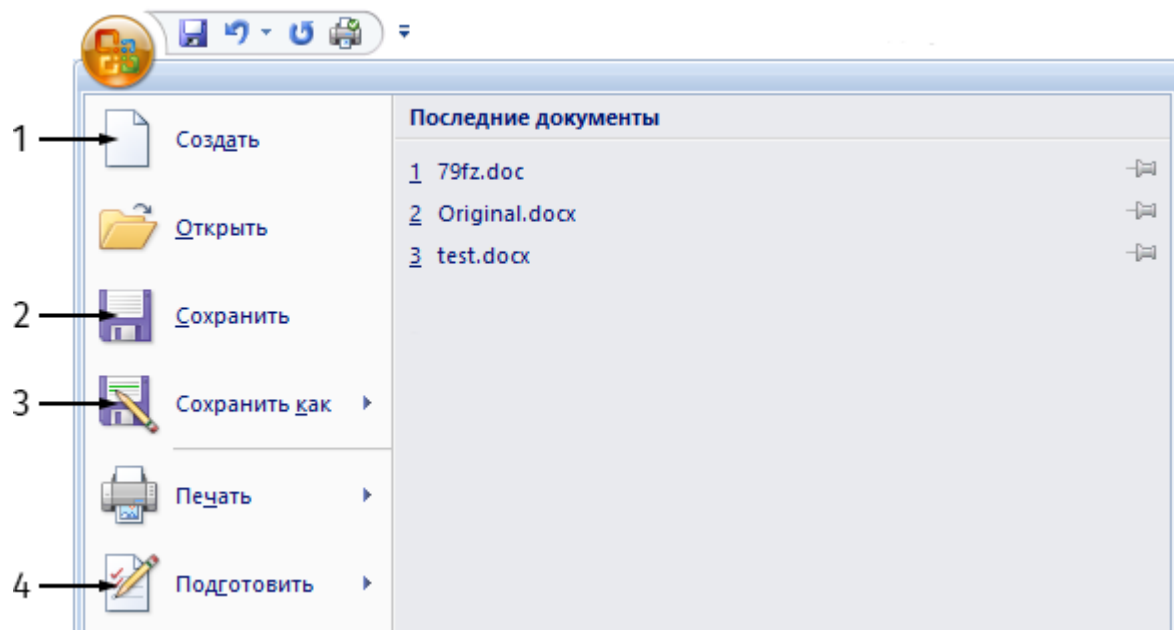 Последние документы
1 Создать
1 79fz.doc
2 Original.docx
Открыть
3 test.docx
2 Сохранить
3 Сохранить как
Печать
4 Подготовить